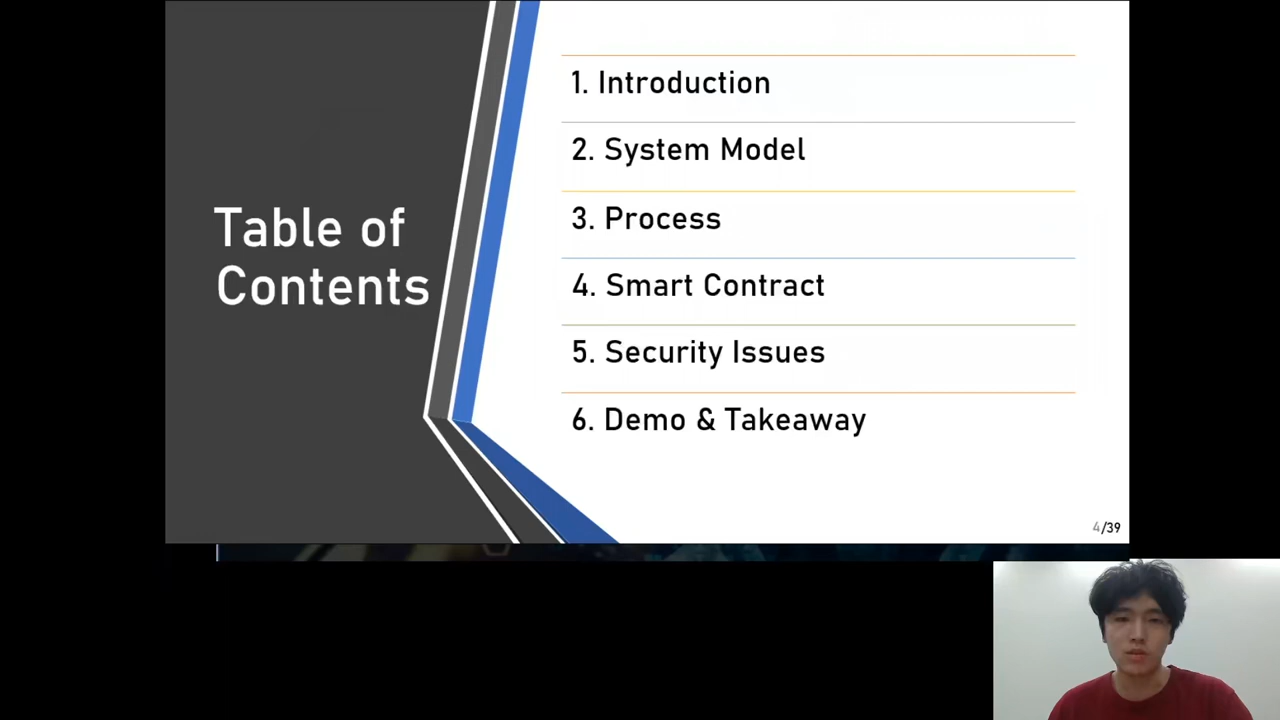 Table of
Contents
1. Introduction
2. System Model
3. Process
4. Smart Contract
5. Security Issues
6. Demo & Takeaway
4/39